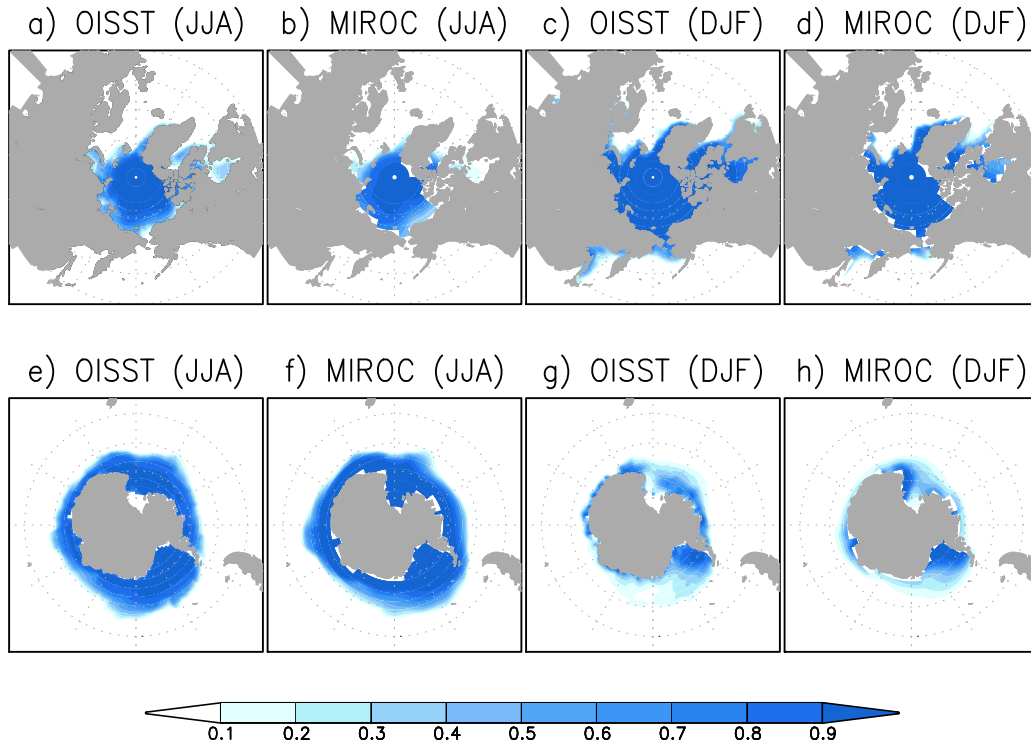 a) OISST (JJA) b) MIROC (JJA) c) OISST (DJF) d) MIROC (DJF)
e) OISST (JJA) f) MIROC (JJA) g) OISST (DJF) h) MIROC (DJF)
0.1 0.2 0.3 0.4 0.5 0.6 0.7 0.8 0.9